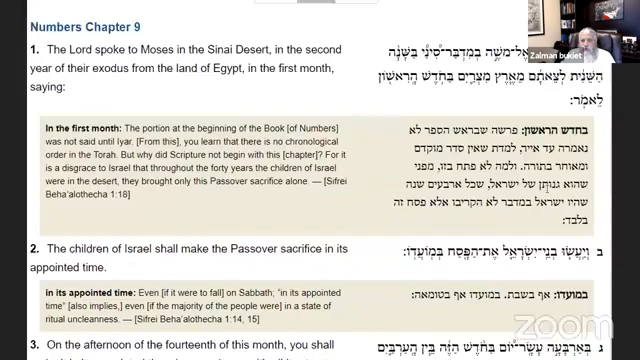 Numbers Chapter 9
Zalman bukiet
1. The Lord spoke to Moses in the Sinai Desert, in the second
year of their exodus from the land of Egypt, in the first month,
saying:
אֶל־משֶׁה בְמִדְבַּר־סִינַי בַּשָּׁנָה
הַשֵּׁנִית לְצֵאתָם מֵאֶרֶץ מִצְרַיִם בַּחֹדֶשׁ הָרִאשׁוֹן
לֵאמֹר:
In the first month: The portion at the beginning of the Book [of Numbers]
was not said until Iyar. [From this], you learn that there is no chronological
order in the Torah. But why did Scripture not begin with this [chapter]? For it
is a disgrace to Israel that throughout the forty years the children of Israel
were in the desert, they brought only this Passover sacrifice alone. — [Sifrei
Beha'alothecha 1:18]
בחדש הראשון: פרשה שבראש הספר לא
נאמרה עד אייר, למדת שאין סדר מוקדם
ומאוחר בתורה. ולמה לא פתח בזו, מפני
שהוא גנותן של ישראל, שכל ארבעים שנה
שהיו ישראל במדבר לא הקריבו אלא פסח זה
בלבד:
2. The children of Israel shall make the Passover sacrifice in its
appointed time.
ב וְיַעֲשׂוּ בְנֵי־יִשְׂרָאֵל אֶת־הַפָּסַח בְּמוֹעֲדוֹ:
in its appointed time: Even [if it were to fall] on Sabbath; “in its appointed
time” [also implies,] even [if the majority of the people were] in a state of
ritual uncleanness. — [Sifrei Beha'alothecha 1:14, 15]
במועדו: אף בשבת. במועדו אף בטומאה:
zoom
3. On the afternoon of the fourteenth of this month, you shall
ג בְּאַרְבָּעָה עָשָׂר־יוֹם בַּחֹדֶשׁ הַזֶּה בֵּין הָעַרְבַּיִם